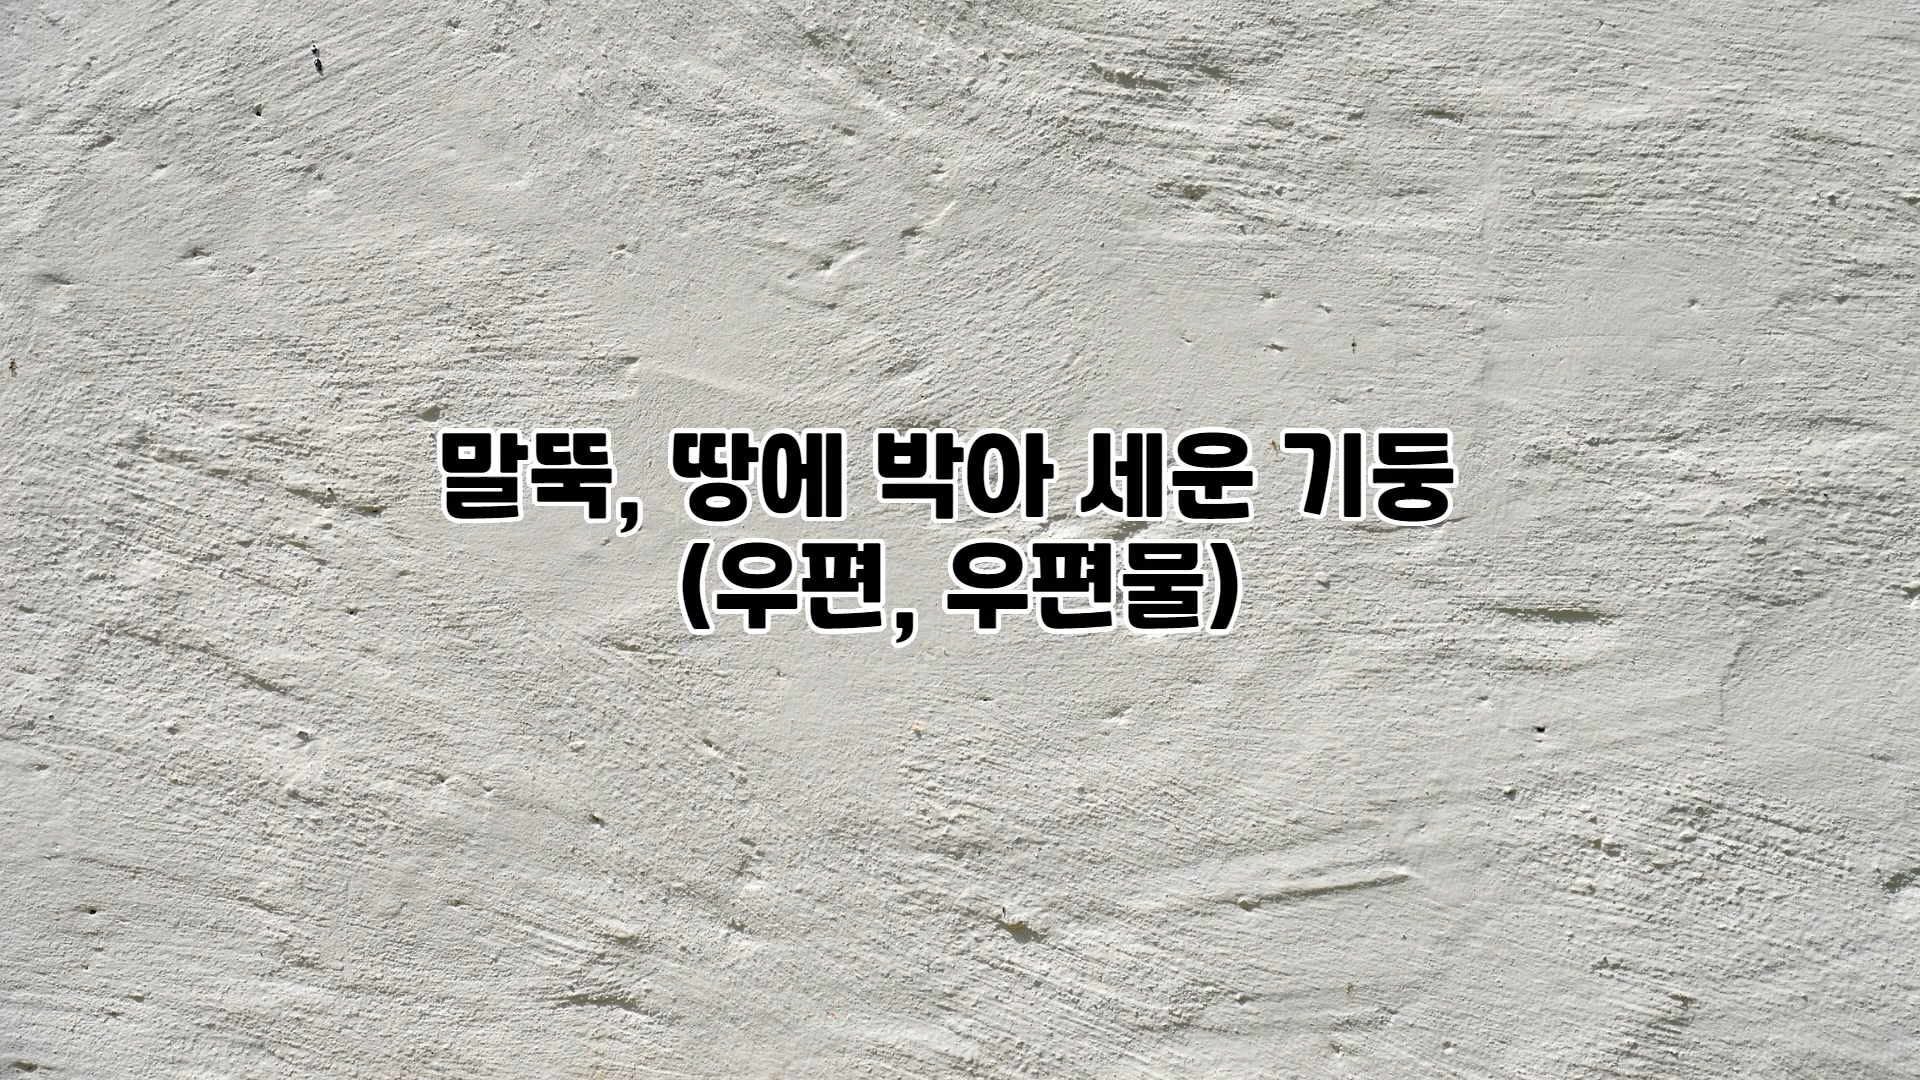 말뚝, 땅에 박아 세운 기둥
(우편, 우편물)